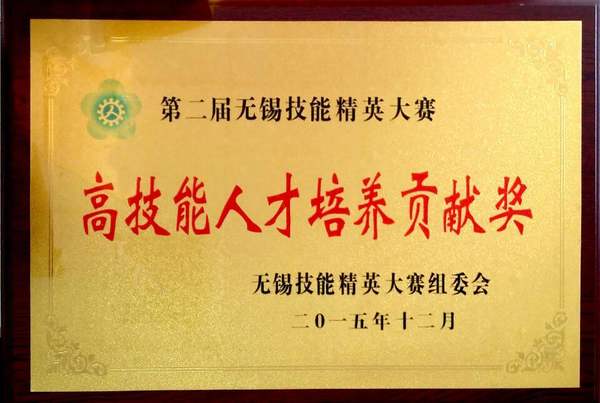 第二届无锡技能精英大赛
高技能人才培养贡献奖
无锡技能精英大赛组委会
二〇一五年十二月